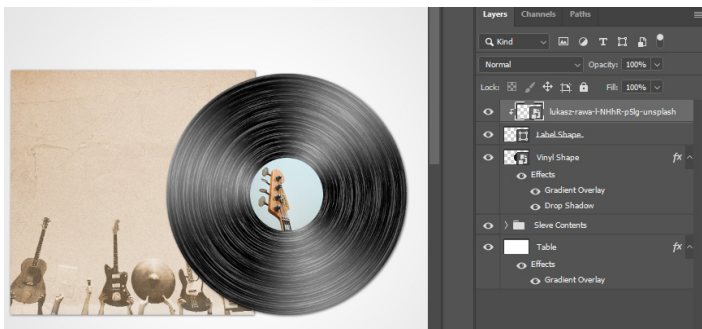 Layers Channels Paths
Kind
Normal Opacity: 100%
Lock: Fill: 100%
lukasz-rawa-l-NHhR-pSlg-unsplash
Label Shape
Vinyl Shape fx
Effects
Gradient Overlay
Drop Shadow
Sleve Contents
Table fx
Effects
Gradient Overlay